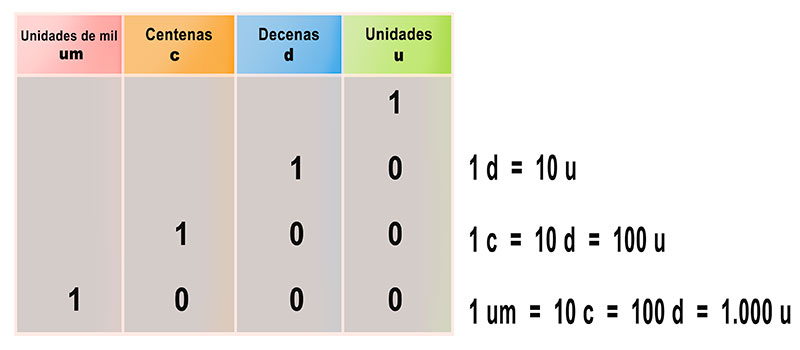 Unidades de mil Centenas Decenas Unidades
um c d u
1
1 0 1 d = 10 u
1 0 0 1 c = 10 d = 100 u
1 0 0 0 1 um = 10 c = 100 d = 1.000 u